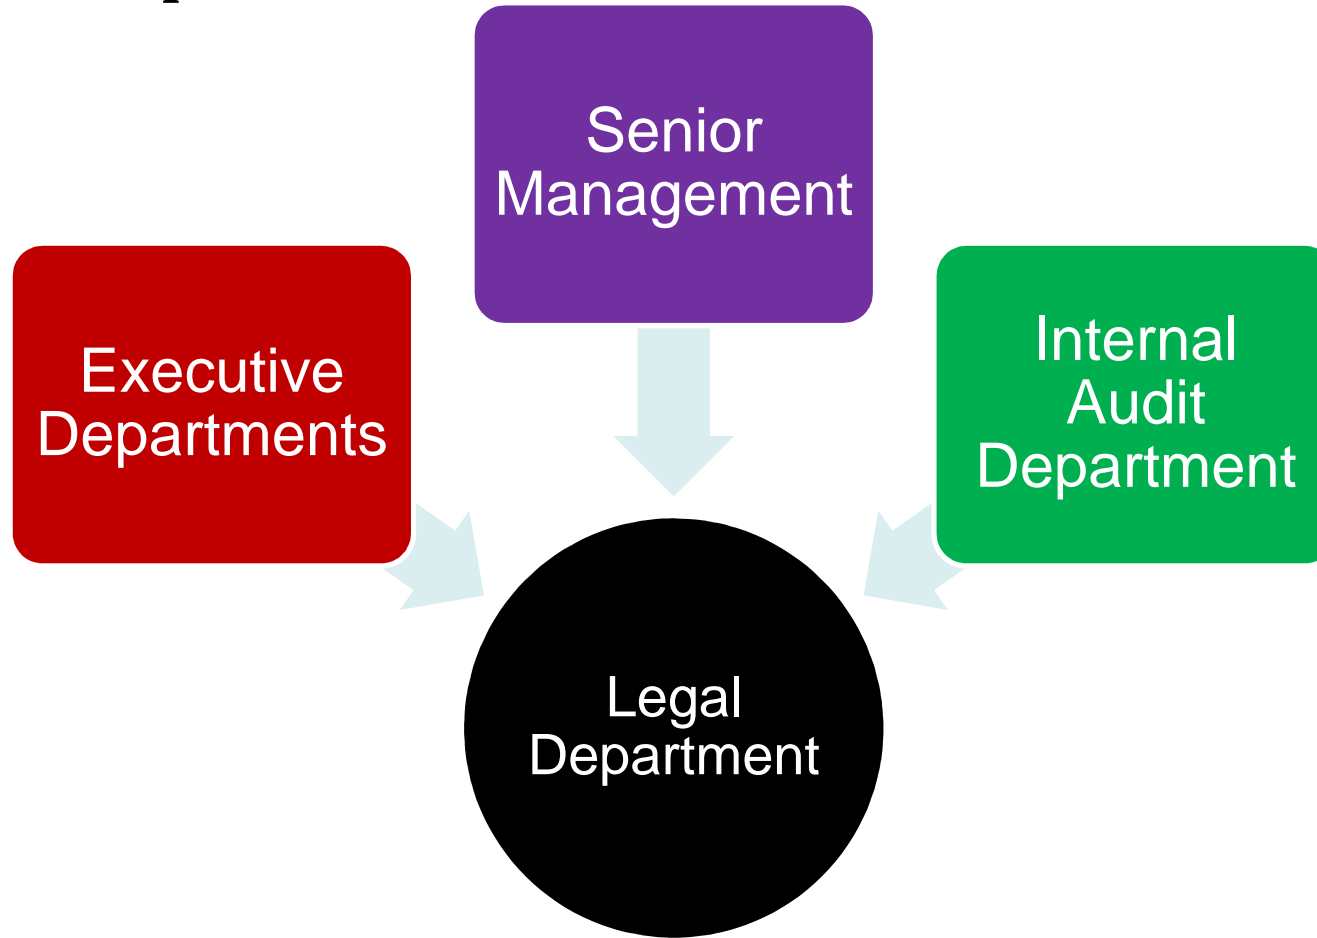 Senior
Management
Executive
Departments
Internal
Audit
Department
Legal
Department